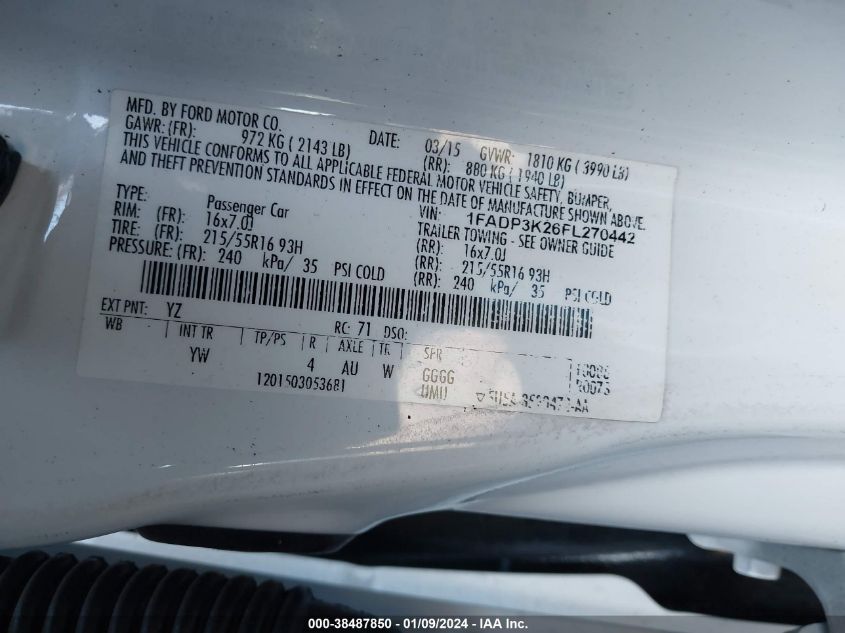 MFD. BY FORD MOTOR CO.
DATE: 03/15 GVWR: 1810 KG ( 3990 LB)
GAWR: (FR): 972 KG ( 2143 LB) (RR): 880 KG ( 1940 LB)
THIS VEHICLE CONFORMS TO ALL APPLICABLE FEDERAL MOTOR VEHICLE SAFETY, BUMPER,
AND THEFT PREVENTION STANDARDS IN EFFECT ON THE DATE OF MANUFACTURE SHOWN ABOVE.
VIN: 1FADP3K26FL270442
TYPE: Passenger Car TRAILER TOWING - SEE OWNER GUIDE
RIM: (FR): 16x7.0J (RR): 16x7.0J
TIRE: (FR): 215/55R16 93H (RR): 215/55R16 93H
PRESSURE: (FR): 240 kPa/ 35 PSI COLD (RR): 240 kPa/ 35 PSI COLD
EXT PNT: YZ RC: 71 DSO:
WB INT TR TP/PS R AXLE TR SPR
YW 4 AU W GGGG
UMU
1201503053681
000-38487850 - 01/09/2024 - IAA Inc.